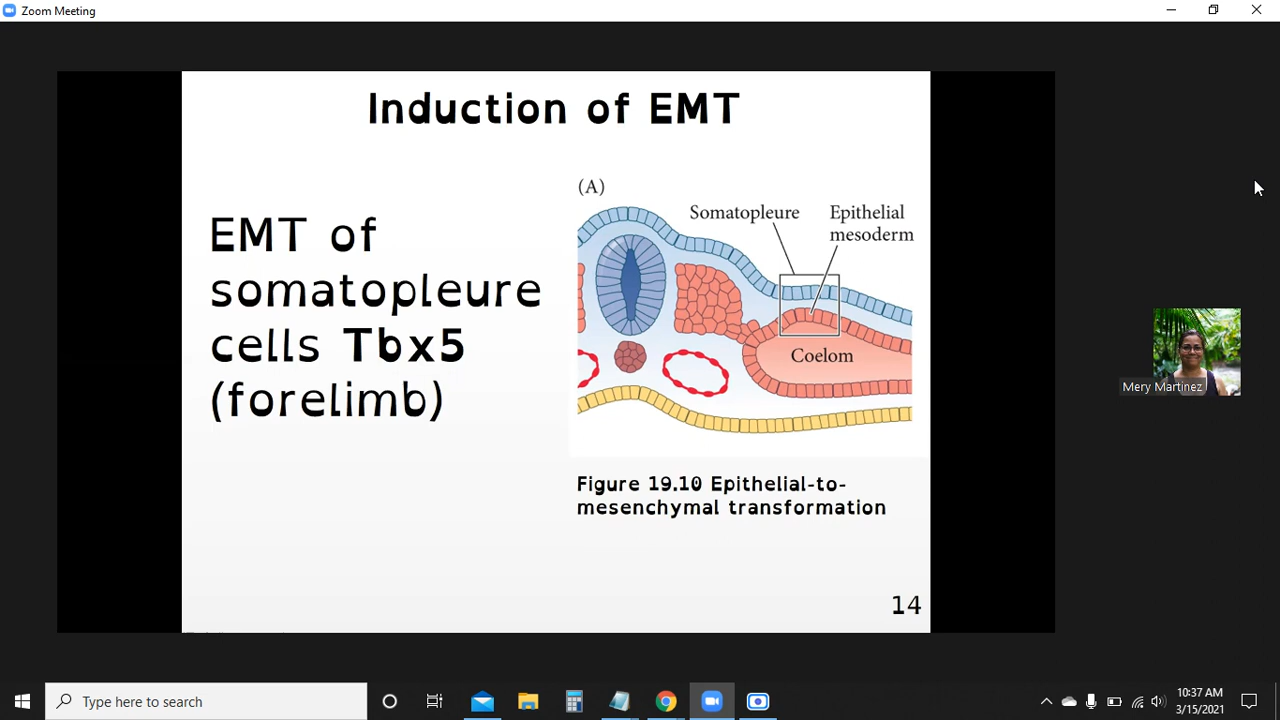 Zoom Meeting
Induction of EMT
EMT of
somatopleure
cells Tbx5
(forelimb)
(A)
Somatopleure
Epithelial
mesoderm
Coelom
Figure 19.10 Epithelial-to-
mesenchymal transformation
14
Mery Martinez
Type here to search
10:37 AM
3/15/2021